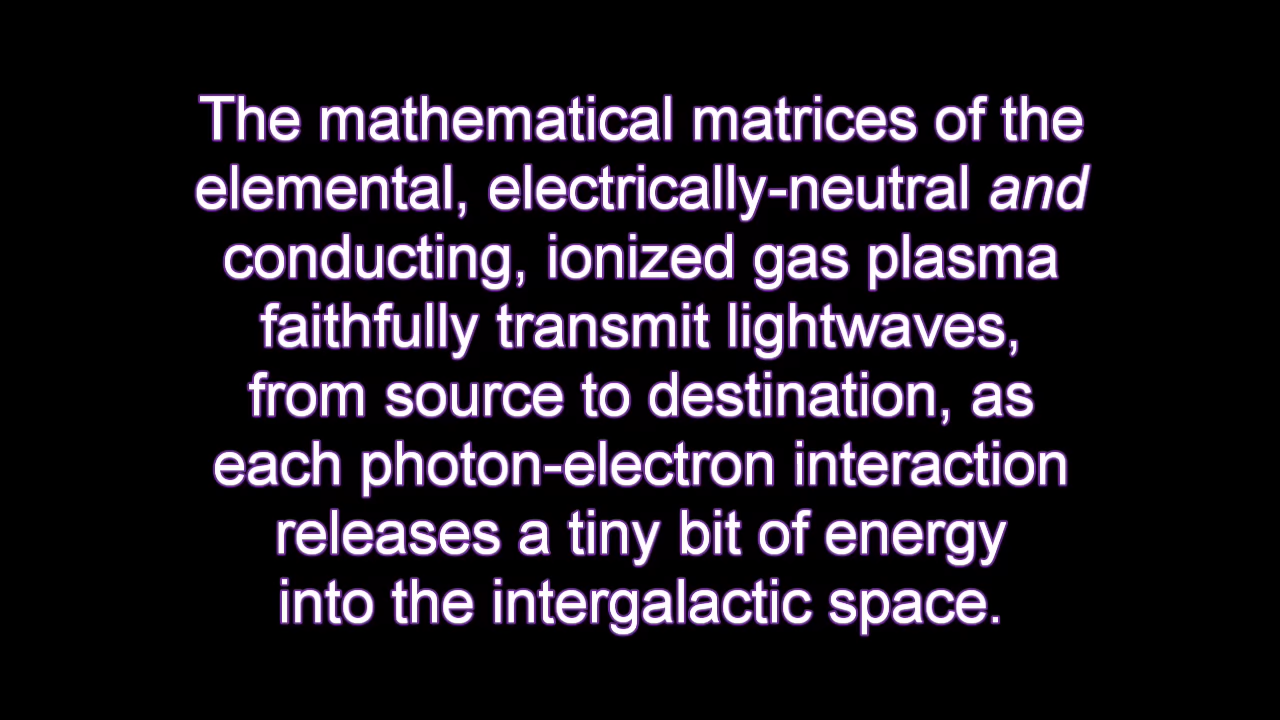 The mathematical matrices of the
elemental, electrically-neutral and
conducting, ionized gas plasma
faithfully transmit lightwaves,
from source to destination, as
each photon-electron interaction
releases a tiny bit of energy
into the intergalactic space.